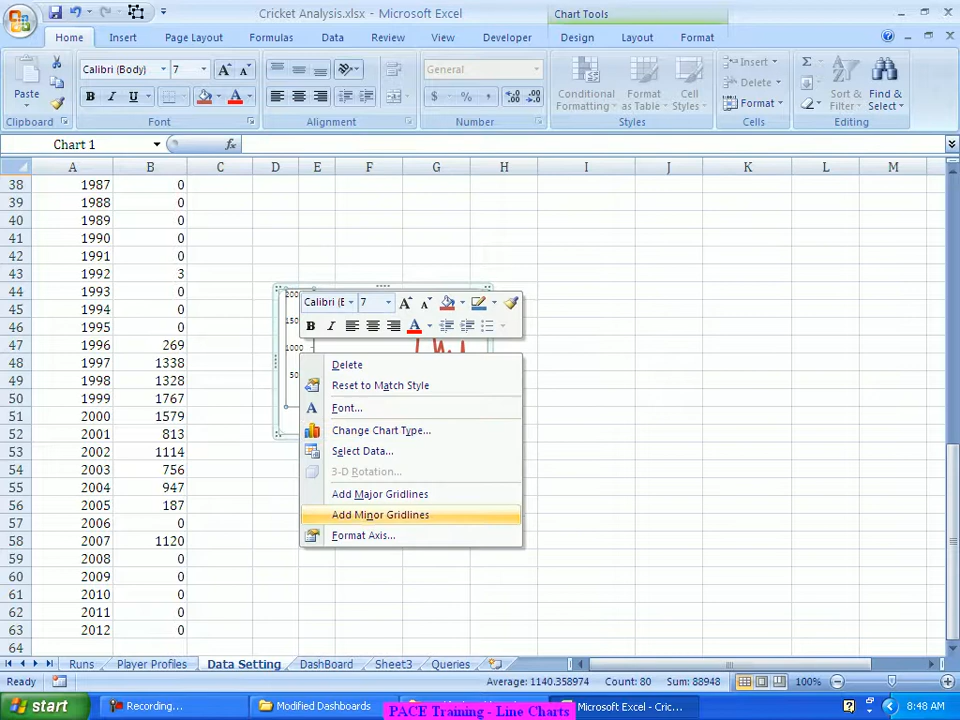 Cricket Analysis.xlsx - Microsoft Excel
Chart Tools
Home Insert Page Layout Formulas Data Review View Developer Design Layout Format
Paste
Calibri (Body) 7 A A
B I U A
General
$ % ,
Conditional Formatting
Format as Table
Cell Styles
Insert
Delete
Format
Σ
Sort & Filter
Find & Select
Clipboard Font Alignment Number Styles Cells Editing
Chart 1 fx
A B C D E F G H I J K L M
38 1987 0
39 1988 0
40 1989 0
41 1990 0
42 1991 0
43 1992 3
44 1993 0
45 1994 0
46 1995 0
47 1996 269
48 1997 1338
49 1998 1328
50 1999 1767
51 2000 1579
52 2001 813
53 2002 1114
54 2003 756
55 2004 947
56 2005 187
57 2006 0
58 2007 1120
59 2008 0
60 2009 0
61 2010 0
62 2011 0
63 2012 0
64
200
150
1000
50
Calibri (E 7 A A
B I A
Delete
Reset to Match Style
Font...
Change Chart Type...
Select Data...
3-D Rotation...
Add Major Gridlines
Add Minor Gridlines
Format Axis...
Runs Player Profiles Data Setting DashBoard Sheet3 Queries
Ready Average: 1140.358974 Count: 80 Sum: 88948 100%
start Recording... Modified Dashboards Microsoft Excel - Cric... 8:48 AM
PACE Training - Line Charts